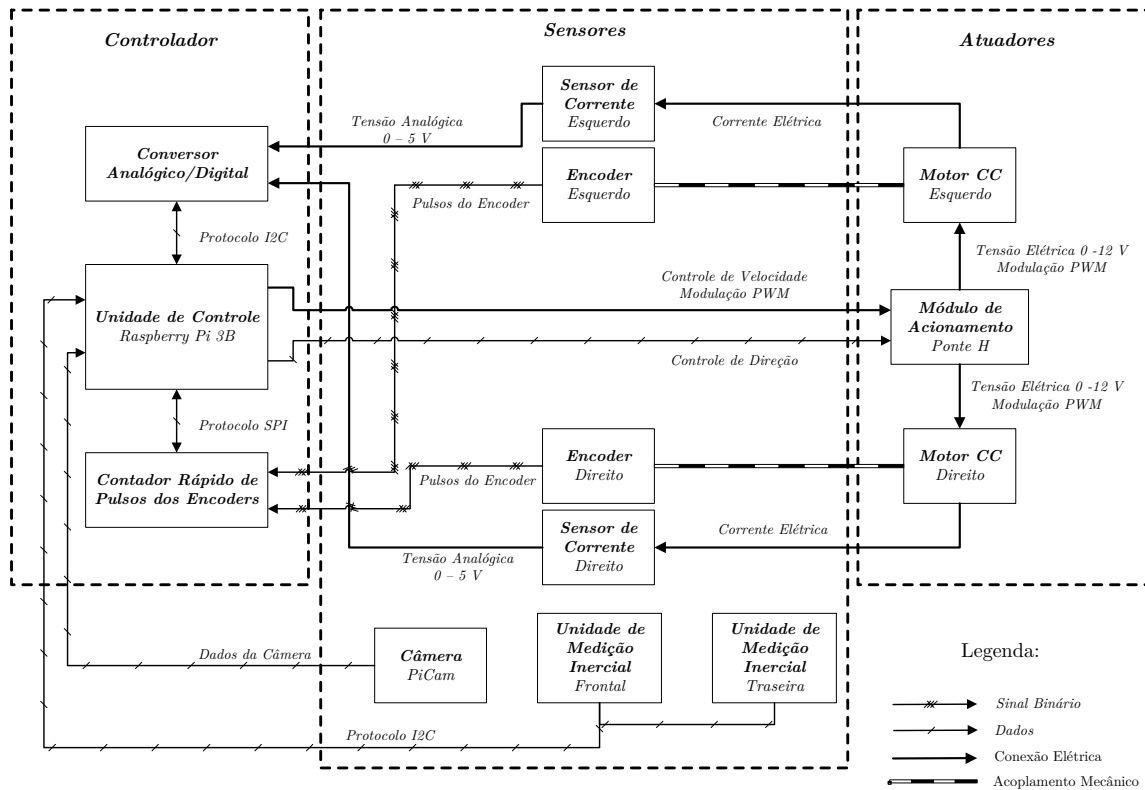 Controlador
Sensores
Atuadores
Sensor de
Corrente
Esquerdo
Tensão Analógica
0 – 5 V
Corrente Elétrica
Conversor
Analógico/Digital
Encoder
Esquerdo
Motor CC
Esquerdo
Pulsos do Encoder
Protocolo I2C
Tensão Elétrica 0 -12 V
Modulação PWM
Controle de Velocidade
Modulação PWM
Unidade de Controle
Raspberry Pi 3B
Módulo de
Acionamento
Ponte H
Controle de Direção
Tensão Elétrica 0 -12 V
Modulação PWM
Protocolo SPI
Contador Rápido de
Pulsos dos Encoders
Encoder
Direito
Motor CC
Direito
Pulsos do Encoder
Sensor de
Corrente
Direito
Corrente Elétrica
Tensão Analógica
0 – 5 V
Câmera
PiCam
Dados da Câmera
Unidade de
Medição
Inercial
Frontal
Unidade de
Medição
Inercial
Traseira
Protocolo I2C
Legenda:
Sinal Binário
Dados
Conexão Elétrica
Acoplamento Mecânico